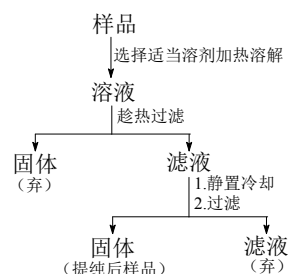 样品
选择适当溶剂加热溶解
溶液
趁热过滤
固体
（弃）
滤液
1.静置冷却
2.过滤
固体
（提纯后样品）
滤液
（弃）